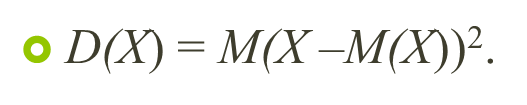 D(X) = M(X –M(X))².